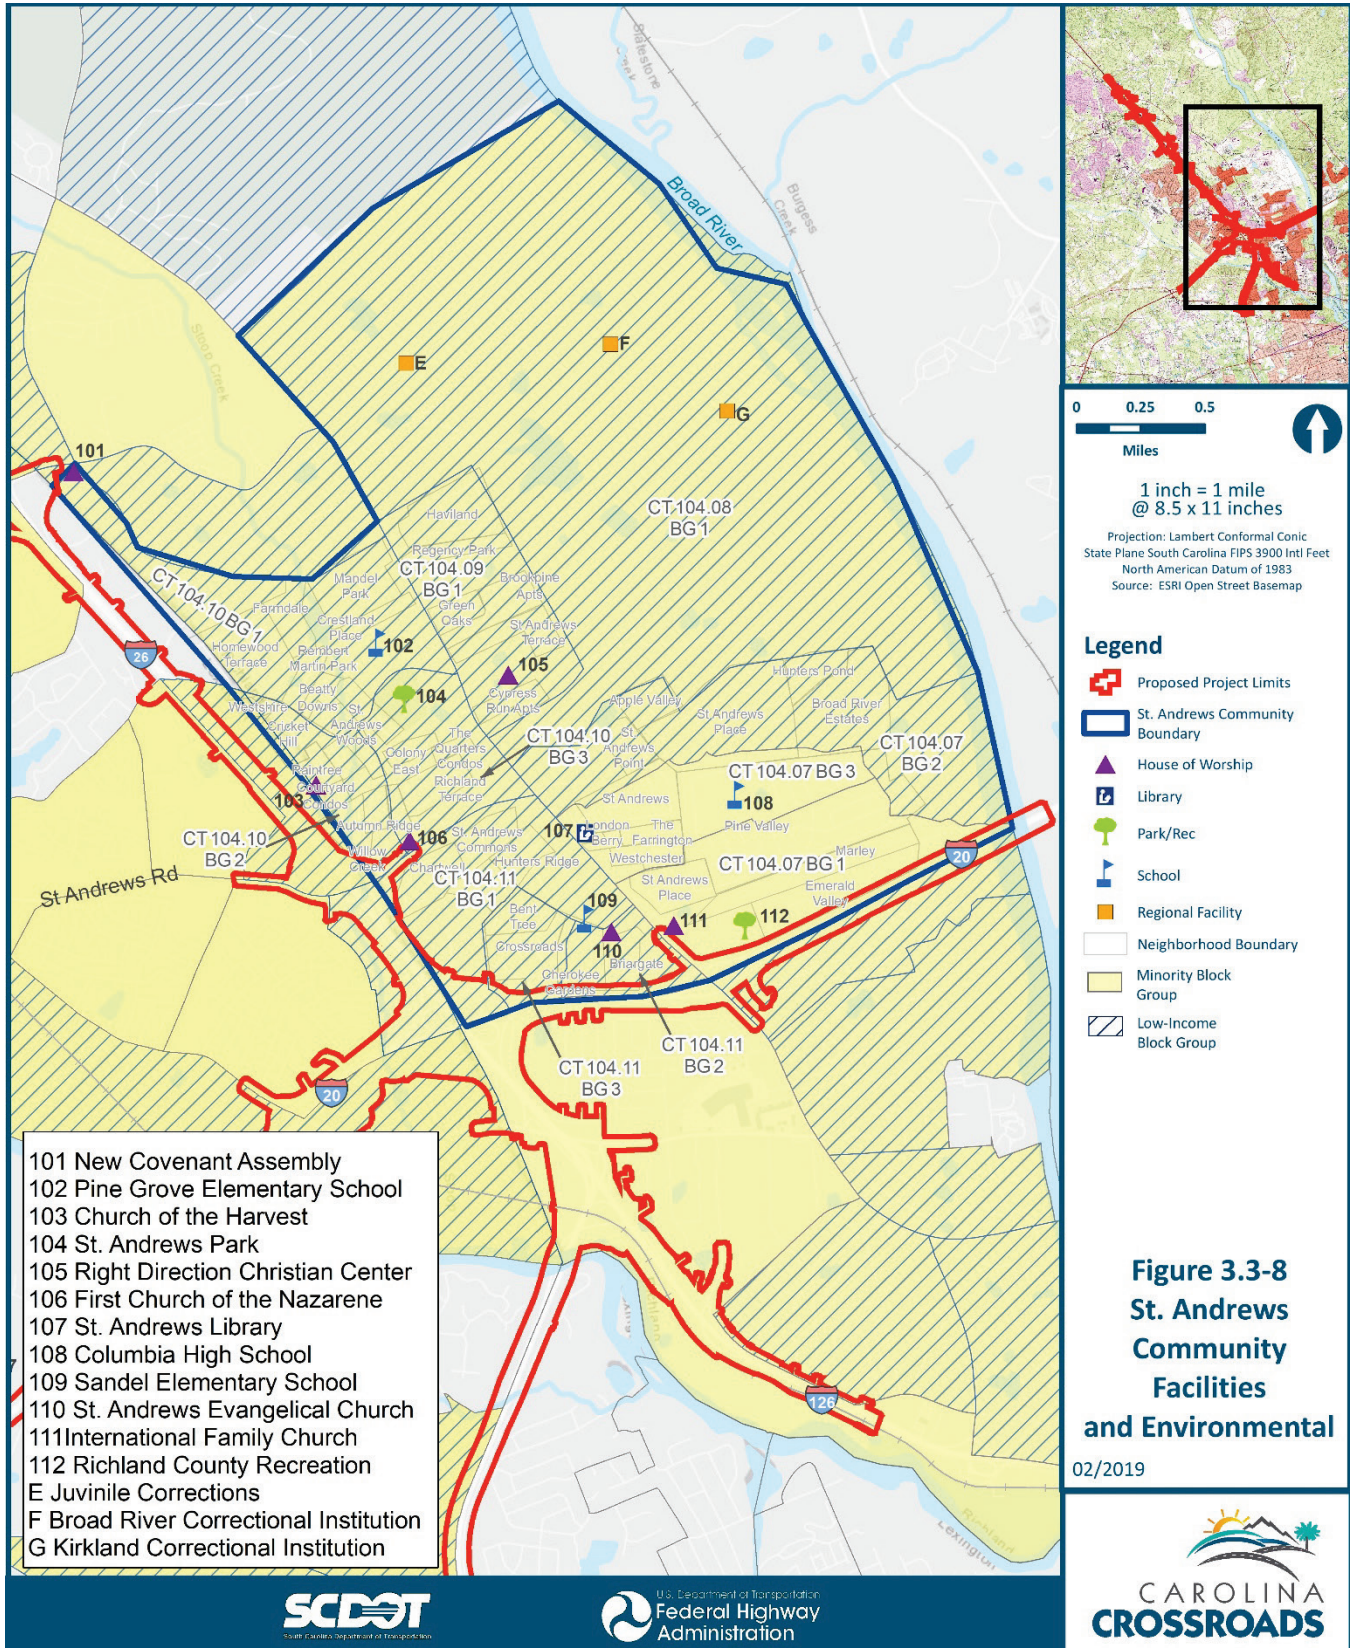 Slatestone
Creek
Burgess
Creek
Broad River
Stoop Creek
E
F
G
101
CT 104.08
BG 1
Haviland
Regency Park
CT 104.09
BG 1
Mandel
Park
Brookpine
Apts
Green
Oaks
St Andrews
Terrace
CT 104.10 BG 1
Farmdale
Crestland
Place
Rembert
Martin Park
Homewood
Terrace
102
26
105
104
Cypress
Run Apts
Hunters Pond
Apple Valley
Broad River
Estates
St Andrews
Place
Westshire
Beatty
Downs
St
Andrews
Woods
Cricket
Hill
The
Quarters
Condos
Colony
East
CT 104.10
BG 3
St
Andrews
Point
CT 104.07
BG 2
CT 104.07 BG 3
Raintree
Courtyard
Condos
103
Richland
Terrace
St Andrews
108
Pine Valley
CT 104.10
BG 2
Autumn Ridge
106
Willow
Creek
Chartwell
St. Andrews
Commons
Hunters Ridge
107
London
Berry
The
Farrington
Westchester
Marley
20
CT 104.07 BG 1
St Andrews Rd
CT 104.11
BG 1
St Andrews
Place
Emerald
Valley
109
Bent
Tree
Crossroads
110
111
112
Briargate
Cherokee
Gardens
CT 104.11
BG 3
CT 104.11
BG 2
20
126
Richland
Lexington
101 New Covenant Assembly
102 Pine Grove Elementary School
103 Church of the Harvest
104 St. Andrews Park
105 Right Direction Christian Center
106 First Church of the Nazarene
107 St. Andrews Library
108 Columbia High School
109 Sandel Elementary School
110 St. Andrews Evangelical Church
111International Family Church
112 Richland County Recreation
E Juvinile Corrections
F Broad River Correctional Institution
G Kirkland Correctional Institution
0 0.25 0.5
Miles
1 inch = 1 mile
@ 8.5 x 11 inches
Projection: Lambert Conformal Conic
State Plane South Carolina FIPS 3900 Intl Feet
North American Datum of 1983
Source: ESRI Open Street Basemap
Legend
Proposed Project Limits
St. Andrews Community
Boundary
House of Worship
Library
Park/Rec
School
Regional Facility
Neighborhood Boundary
Minority Block
Group
Low-Income
Block Group
Figure 3.3-8
St. Andrews
Community
Facilities
and Environmental
02/2019
SCDOT
South Carolina Department of Transportation
U.S. Department of Transportation
Federal Highway
Administration
CAROLINA
CROSSROADS